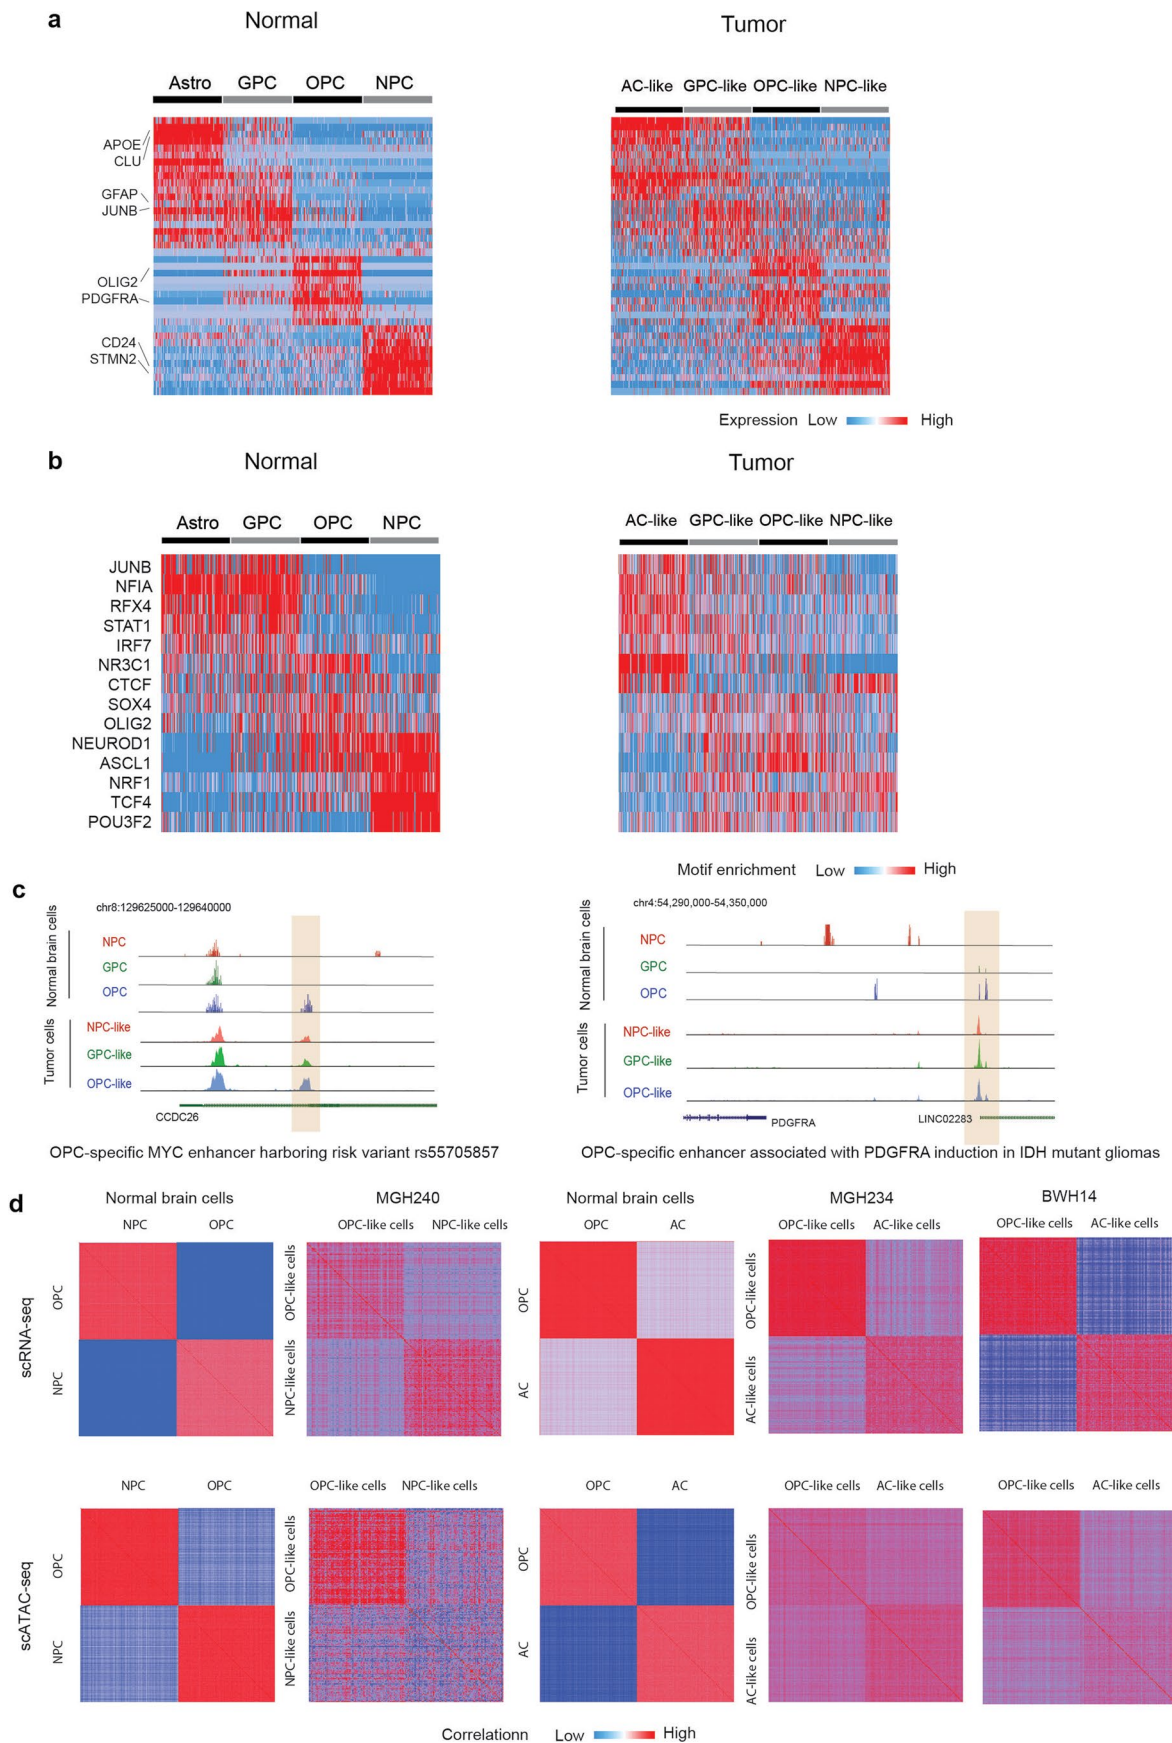 a
Normal
Tumor
Astro GPC OPC NPC
AC-like GPC-like OPC-like NPC-like
APOE
CLU
GFAP
JUNB
OLIG2
PDGFRA
CD24
STMN2
Expression Low High
b
Normal
Tumor
Astro GPC OPC NPC
AC-like GPC-like OPC-like NPC-like
JUNB
NFIA
RFX4
STAT1
IRF7
NR3C1
CTCF
SOX4
OLIG2
NEUROD1
ASCL1
NRF1
TCF4
POU3F2
Motif enrichment Low High
c
chr8:129625000-129640000
Normal brain cells
NPC
GPC
OPC
Tumor cells
NPC-like
GPC-like
OPC-like
CCDC26
OPC-specific MYC enhancer harboring risk variant rs55705857
chr4:54,290,000-54,350,000
Normal brain cells
NPC
GPC
OPC
Tumor cells
NPC-like
GPC-like
OPC-like
PDGFRA
LINC02283
OPC-specific enhancer associated with PDGFRA induction in IDH mutant gliomas
d
Normal brain cells
MGH240
Normal brain cells
MGH234
BWH14
NPC OPC
OPC-like cells NPC-like cells
OPC AC
OPC-like cells AC-like cells
OPC-like cells AC-like cells
scRNA-seq
OPC
NPC
OPC-like cells
NPC-like cells
OPC
AC
OPC-like cells
AC-like cells
NPC OPC
OPC-like cells NPC-like cells
OPC AC
OPC-like cells AC-like cells
OPC-like cells AC-like cells
scATAC-seq
OPC
NPC
OPC-like cells
NPC-like cells
OPC
AC
OPC-like cells
AC-like cells
Correlationn Low High